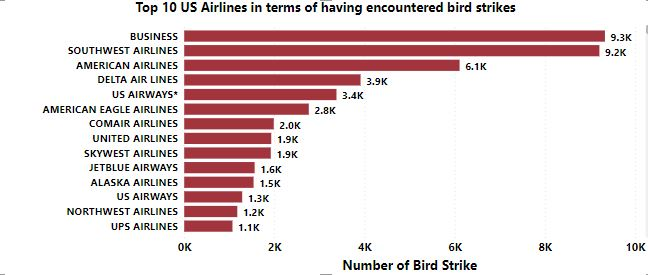 Top 10 US Airlines in terms of having encountered bird strikes
BUSINESS 9.3K
SOUTHWEST AIRLINES 9.2K
AMERICAN AIRLINES 6.1K
DELTA AIR LINES 3.9K
US AIRWAYS* 3.4K
AMERICAN EAGLE AIRLINES 2.8K
COMAIR AIRLINES 2.0K
UNITED AIRLINES 1.9K
SKYWEST AIRLINES 1.9K
JETBLUE AIRWAYS 1.6K
ALASKA AIRLINES 1.5K
US AIRWAYS 1.3K
NORTHWEST AIRLINES 1.2K
UPS AIRLINES 1.1K
0K 2K 4K 6K 8K 10K
Number of Bird Strike